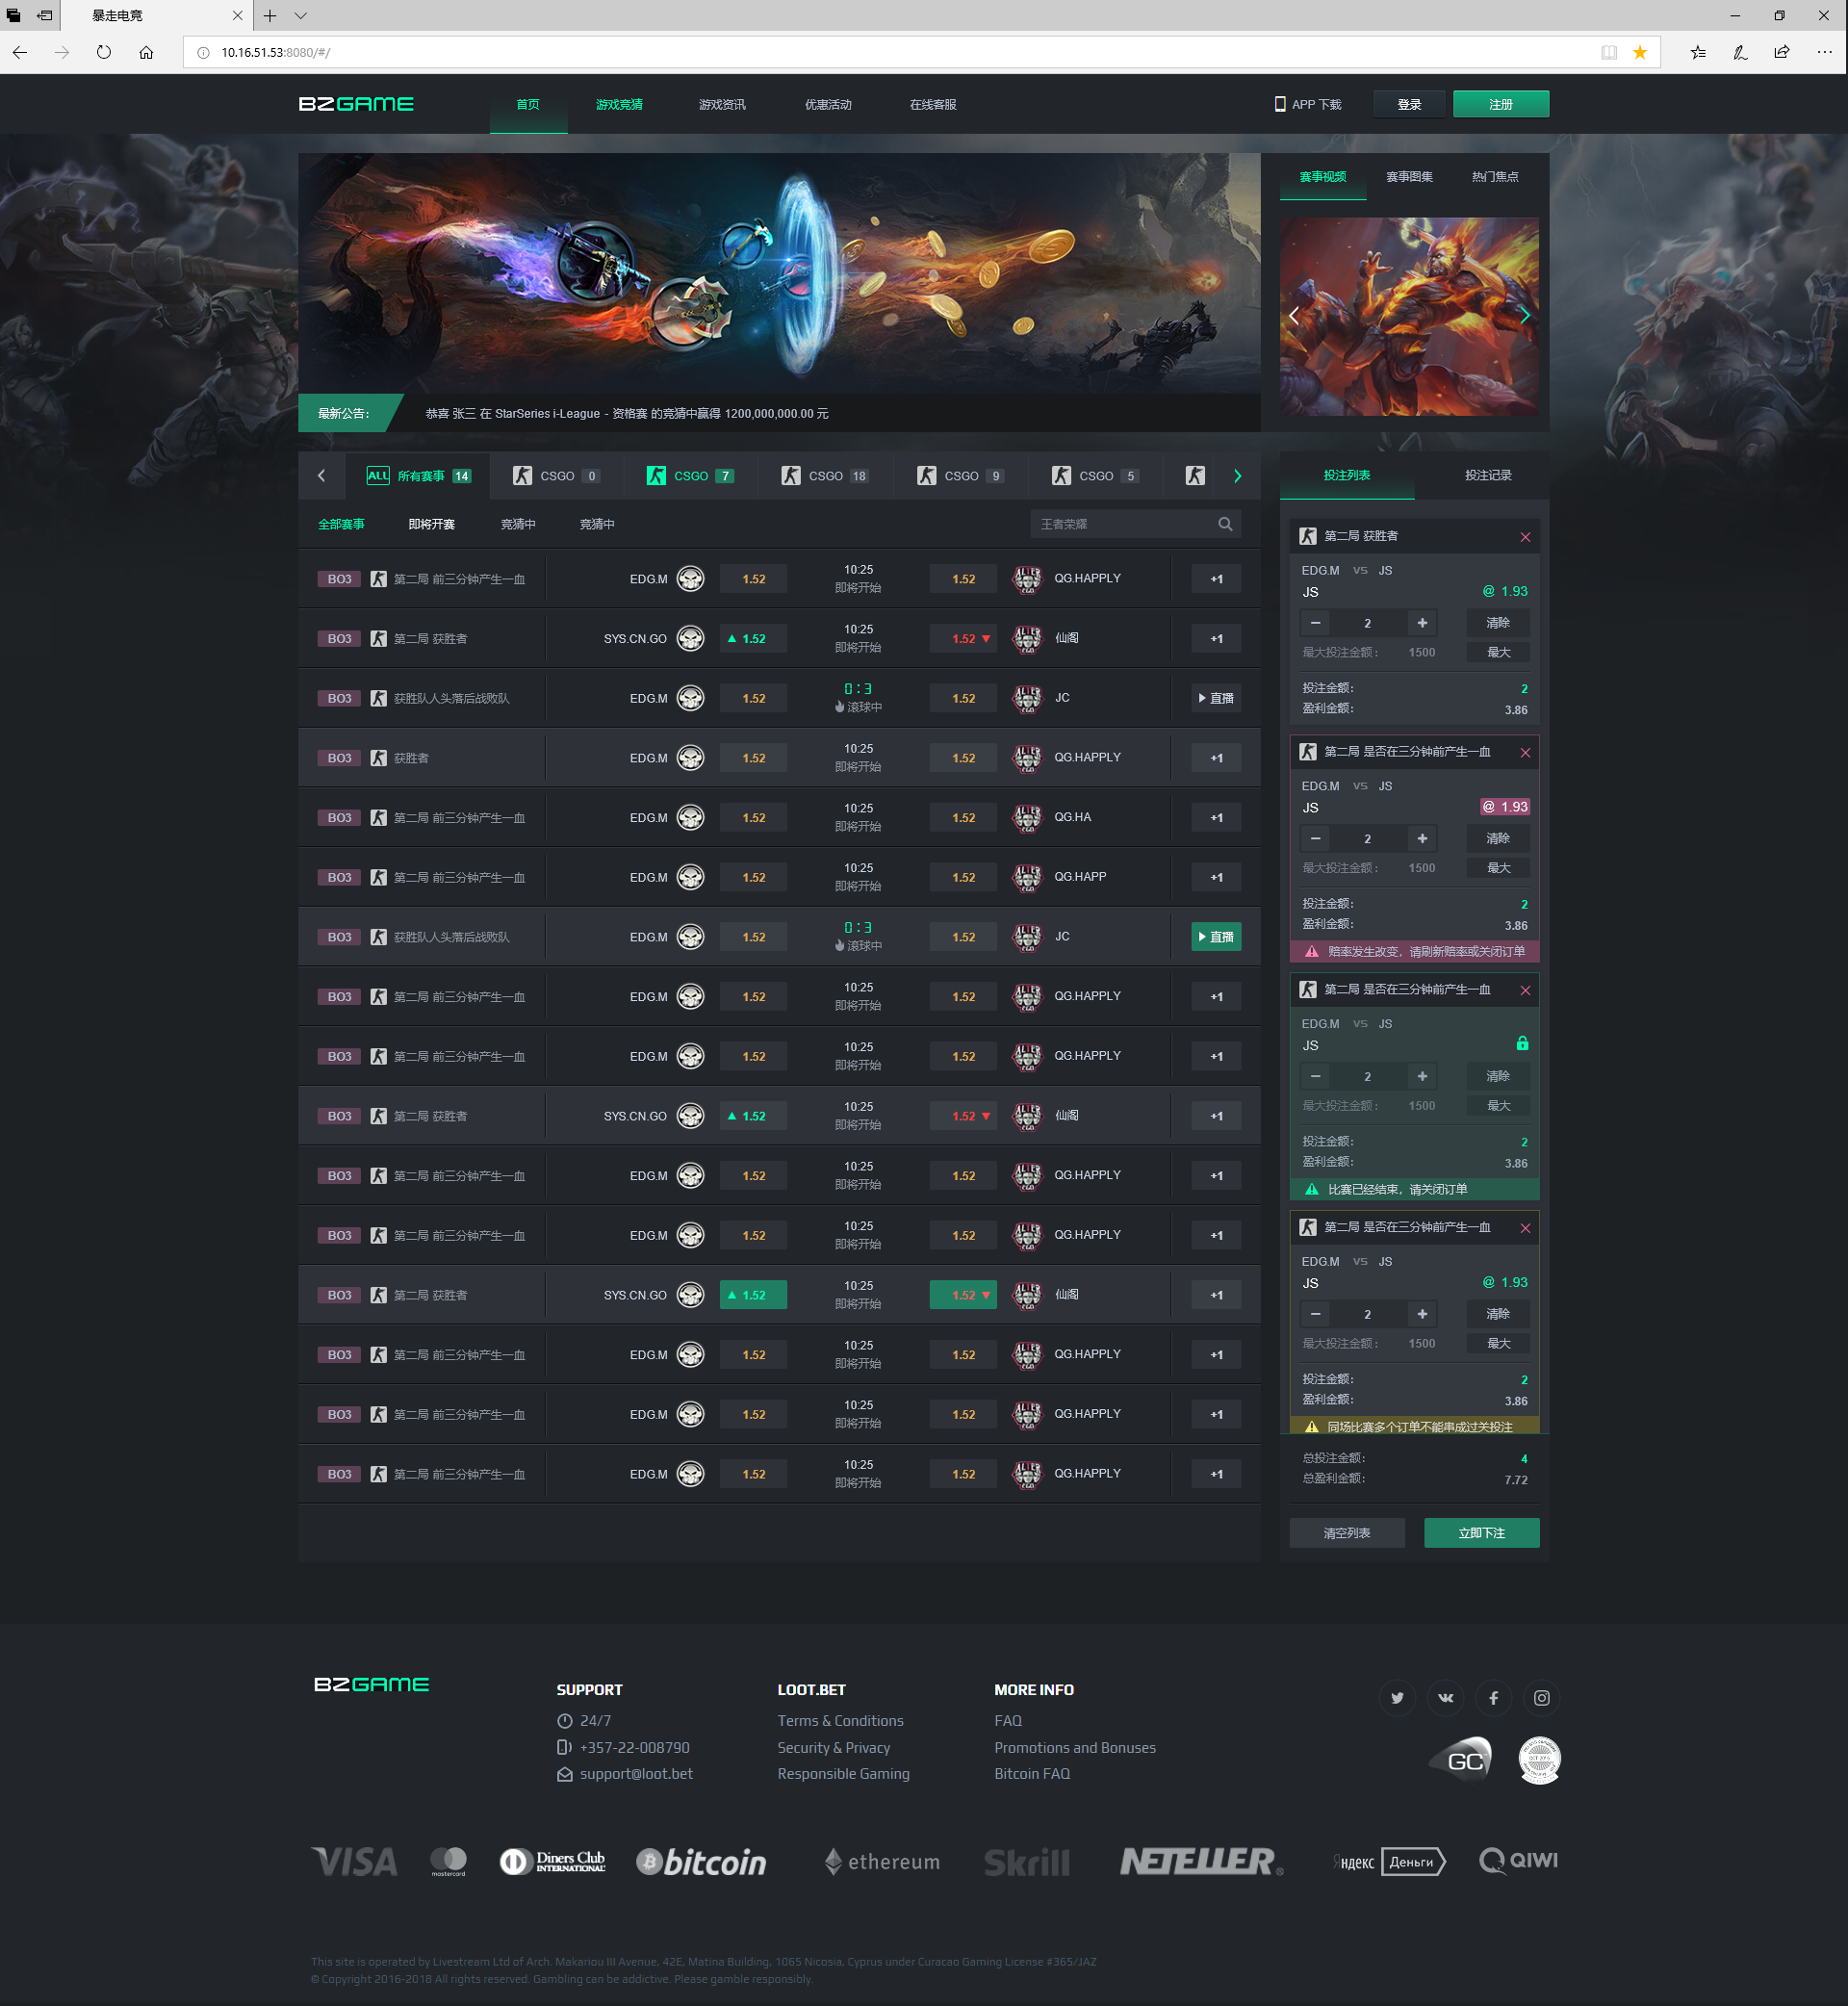 暴走电竞
10.16.51.53:8080/#/
BZGAME 首页 游戏竞猜 游戏资讯 优惠活动 在线客服 APP 下载 登录 注册
赛事视频 赛事图集 热门焦点
最新公告： 恭喜 张三 在 StarSeries i-League - 资格赛 的竞猜中赢得 1200,000,000.00 元
ALL 所有赛事 14 CSGO 0 CSGO 7 CSGO 18 CSGO 9 CSGO 5
全部赛事 即将开赛 竞猜中 竞猜中 王者荣耀
BO3 第二局 前三分钟产生一血 EDG.M 1.52 10:25 即将开始 1.52 QG.HAPPLY +1
BO3 第二局 获胜者 SYS.CN.GO 1.52 10:25 即将开始 1.52 仙阁 +1
BO3 获胜队人头落后战败队 EDG.M 1.52 0:3 滚球中 1.52 JC 直播
BO3 获胜者 EDG.M 1.52 10:25 即将开始 1.52 QG.HAPPLY +1
BO3 第二局 前三分钟产生一血 EDG.M 1.52 10:25 即将开始 1.52 QG.HA +1
BO3 第二局 前三分钟产生一血 EDG.M 1.52 10:25 即将开始 1.52 QG.HAPP +1
BO3 获胜队人头落后战败队 EDG.M 1.52 0:3 滚球中 1.52 JC 直播
BO3 第二局 前三分钟产生一血 EDG.M 1.52 10:25 即将开始 1.52 QG.HAPPLY +1
BO3 第二局 前三分钟产生一血 EDG.M 1.52 10:25 即将开始 1.52 QG.HAPPLY +1
BO3 第二局 获胜者 SYS.CN.GO 1.52 10:25 即将开始 1.52 仙阁 +1
BO3 第二局 前三分钟产生一血 EDG.M 1.52 10:25 即将开始 1.52 QG.HAPPLY +1
BO3 第二局 前三分钟产生一血 EDG.M 1.52 10:25 即将开始 1.52 QG.HAPPLY +1
BO3 第二局 获胜者 SYS.CN.GO 1.52 10:25 即将开始 1.52 仙阁 +1
BO3 第二局 前三分钟产生一血 EDG.M 1.52 10:25 即将开始 1.52 QG.HAPPLY +1
BO3 第二局 前三分钟产生一血 EDG.M 1.52 10:25 即将开始 1.52 QG.HAPPLY +1
BO3 第二局 前三分钟产生一血 EDG.M 1.52 10:25 即将开始 1.52 QG.HAPPLY +1
投注列表 投注记录
第二局 获胜者
EDG.M VS JS
JS @ 1.93
2 清除
最大投注金额： 1500 最大
投注金额： 2
盈利金额： 3.86
第二局 是否在三分钟前产生一血
EDG.M VS JS
JS @ 1.93
2 清除
最大投注金额： 1500 最大
投注金额： 2
盈利金额： 3.86
赔率发生改变，请刷新赔率或关闭订单
第二局 是否在三分钟前产生一血
EDG.M VS JS
JS
2 清除
最大投注金额： 1500 最大
投注金额： 2
盈利金额： 3.86
比赛已经结束，请关闭订单
第二局 是否在三分钟前产生一血
EDG.M VS JS
JS @ 1.93
2 清除
最大投注金额： 1500 最大
投注金额： 2
盈利金额： 3.86
同场比赛多个订单不能串成过关投注
总投注金额： 4
总盈利金额： 7.72
清空列表 立即下注
BZGAME
SUPPORT
24/7
+357-22-008790
support@loot.bet
LOOT.BET
Terms & Conditions
Security & Privacy
Responsible Gaming
MORE INFO
FAQ
Promotions and Bonuses
Bitcoin FAQ
GC
VISA mastercard Diners Club INTERNATIONAL bitcoin ethereum Skrill NETELLER Яндекс Деньги QIWI
This site is operated by Livestream Ltd of Arch. Makariou III Avenue, 42E, Matina Building, 1065 Nicosia, Cyprus under Curacao Gaming License #365/JAZ
© Copyright 2016-2018 All rights reserved. Gambling can be addictive. Please gamble responsibly.